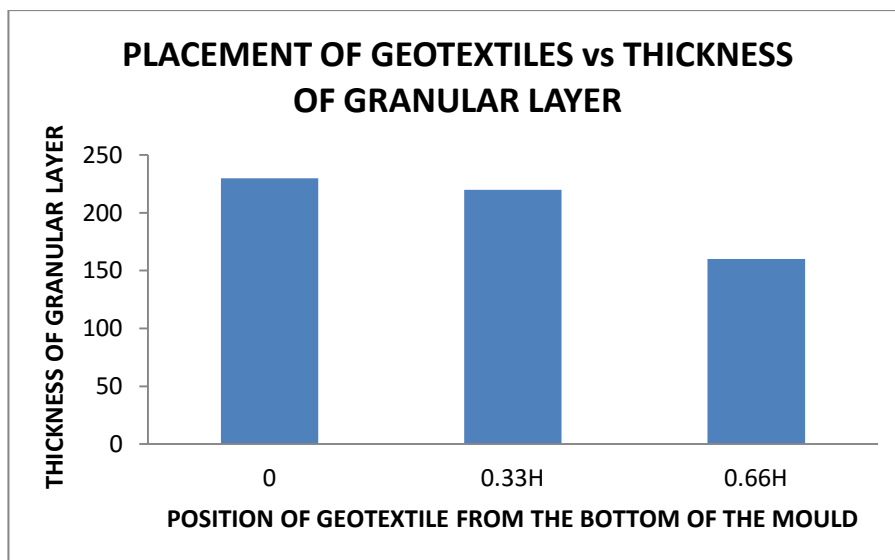 PLACEMENT OF GEOTEXTILES vs THICKNESS
OF GRANULAR LAYER
THICKNESS OF GRANULAR LAYER
250
200
150
100
50
0
0 0.33H 0.66H
POSITION OF GEOTEXTILE FROM THE BOTTOM OF THE MOULD